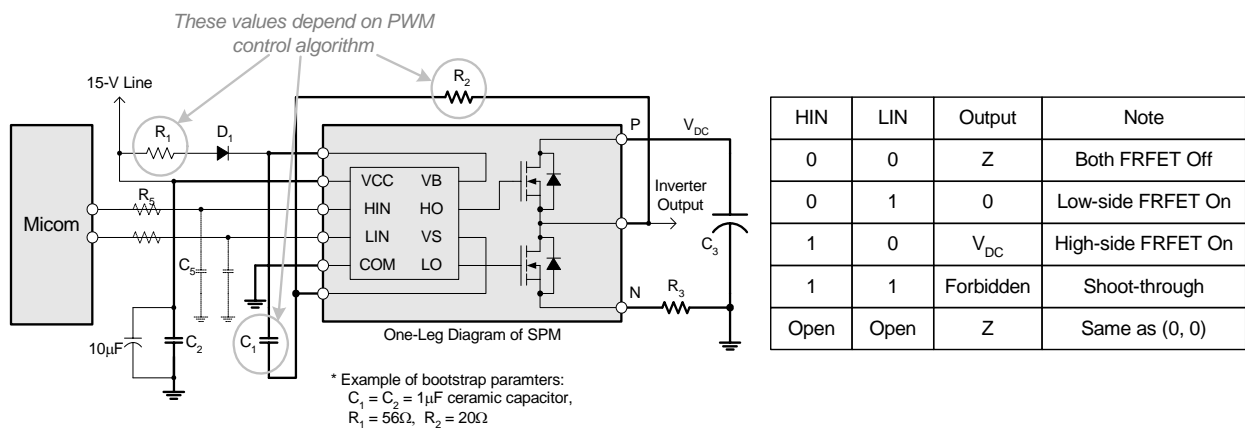 These values depend on PWM
control algorithm
R2
15-V Line
R1
D1
P
VDC
VCC
VB
Inverter
Output
R5
HIN
HO
Micom
LIN
VS
C3
C5
COM
LO
R3
N
One-Leg Diagram of SPM
10μF
C2
C1
* Example of bootstrap paramters:
C1 = C2 = 1μF ceramic capacitor,
R1 = 56Ω, R2 = 20Ω
HIN LIN Output Note
0 0 Z Both FRFET Off
0 1 0 Low-side FRFET On
1 0 VDC High-side FRFET On
1 1 Forbidden Shoot-through
Open Open Z Same as (0, 0)